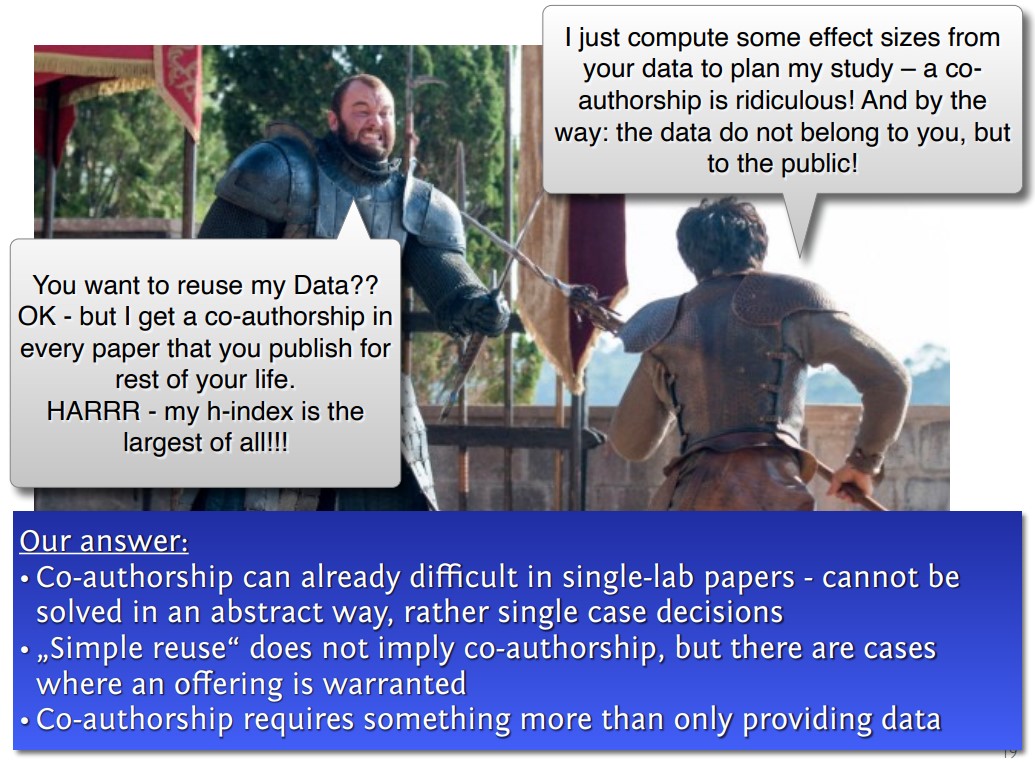 I just compute some effect sizes from
your data to plan my study – a co-
authorship is ridiculous! And by the
way: the data do not belong to you, but
to the public!
You want to reuse my Data??
OK - but I get a co-authorship in
every paper that you publish for
rest of your life.
HARRR - my h-index is the
largest of all!!!
Our answer:
• Co-authorship can already difficult in single-lab papers - cannot be
solved in an abstract way, rather single case decisions
• „Simple reuse“ does not imply co-authorship, but there are cases
where an offering is warranted
• Co-authorship requires something more than only providing data
19